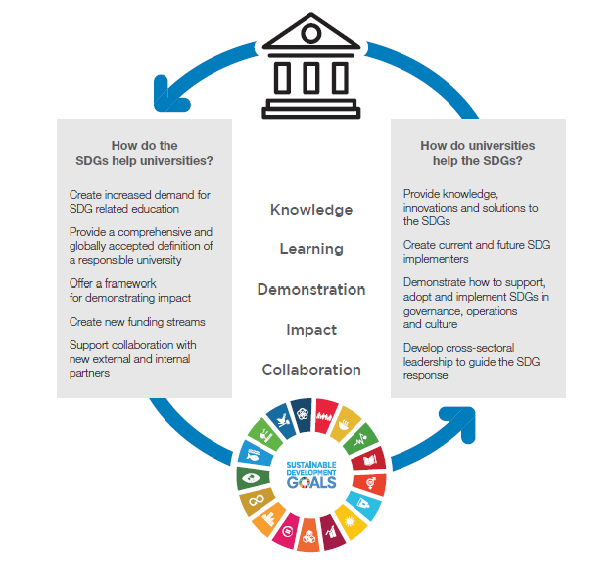 How do the
SDGs help universities?
Create increased demand for
SDG related education
Provide a comprehensive and
globally accepted definition of
a responsible university
Offer a framework
for demonstrating impact
Create new funding streams
Support collaboration with
new external and internal
partners
Knowledge
Learning
Demonstration
Impact
Collaboration
How do universities
help the SDGs?
Provide knowledge,
innovations and solutions to
the SDGs
Create current and future SDG
implementers
Demonstrate how to support,
adopt and implement SDGs in
governance, operations
and culture
Develop cross-sectoral
leadership to guide the SDG
response
SUSTAINABLE
DEVELOPMENT
GOALS